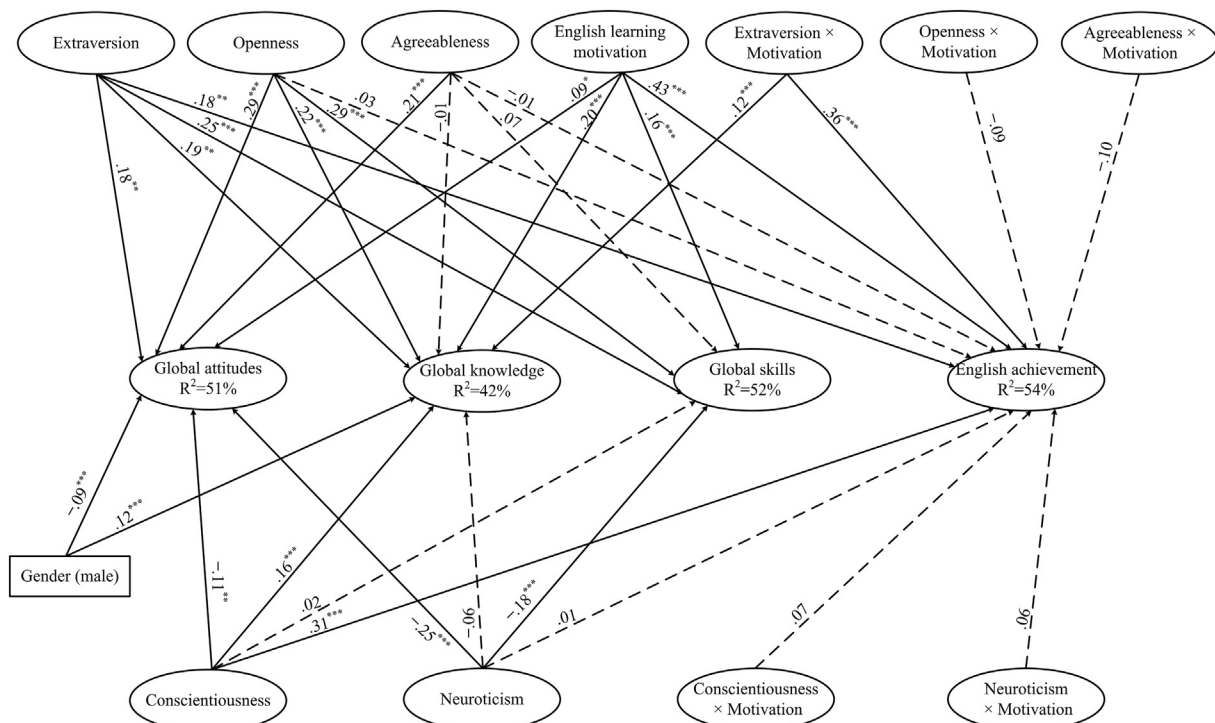 Extraversion
Openness
Agreeableness
English learning
motivation
Extraversion ×
Motivation
Openness ×
Motivation
Agreeableness ×
Motivation
.18**
.25***
.19**
.18**
.29***
.22***
.29***
.03
.21***
-.01
.07
-.01
.09*
.20***
.16***
.43***
.12***
.36***
-.09
-.10
Global attitudes
R²=51%
Global knowledge
R²=42%
Global skills
R²=52%
English achievement
R²=54%
-.09***
.12***
Gender (male)
-.11**
.16***
.02
.31***
-.25***
-.06
-.18***
.01
.07
.06
Conscientiousness
Neuroticism
Conscientiousness
× Motivation
Neuroticism
× Motivation